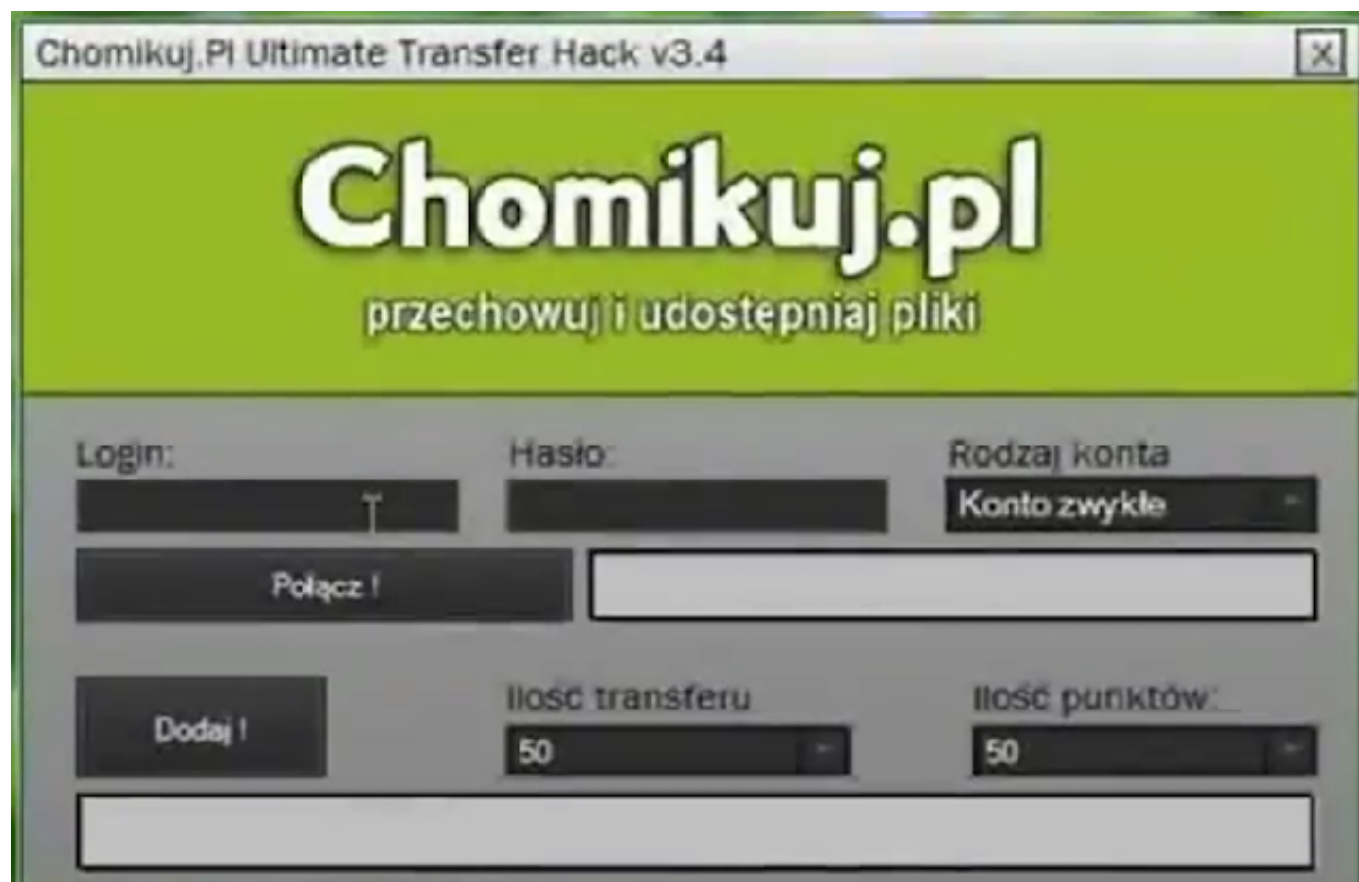 Chomikuj.Pl Ultimate Transfer Hack v3.4
X
Chomikuj.pl
przechowuj i udostępniaj pliki
Login: Hasło: Rodzaj konta
Konto zwykłe
Połącz !
Ilość transferu Ilość punktów:
Dodaj ! 50 50